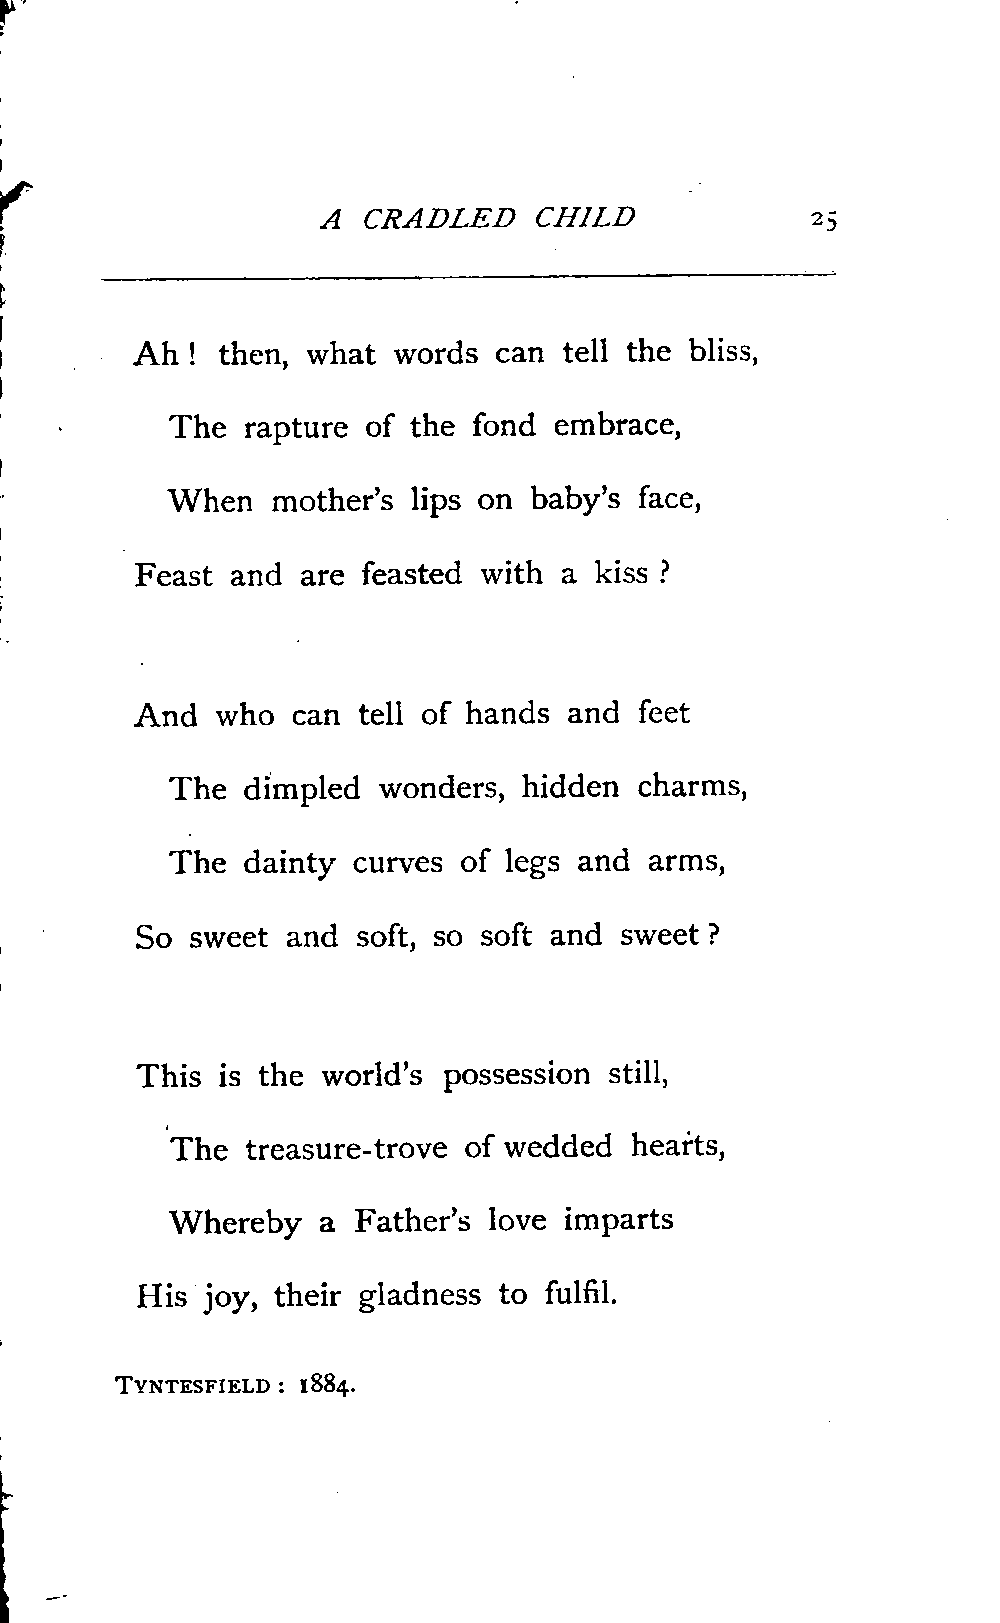 A CRADLED CHILD 25
Ah! then, what words can tell the bliss,
The rapture of the fond embrace,
When mother's lips on baby's face,
Feast and are feasted with a kiss?
And who can tell of hands and feet
The dimpled wonders, hidden charms,
The dainty curves of legs and arms,
So sweet and soft, so soft and sweet?
This is the world's possession still,
The treasure-trove of wedded hearts,
Whereby a Father's love imparts
His joy, their gladness to fulfil.
TYNTESFIELD: 1884.